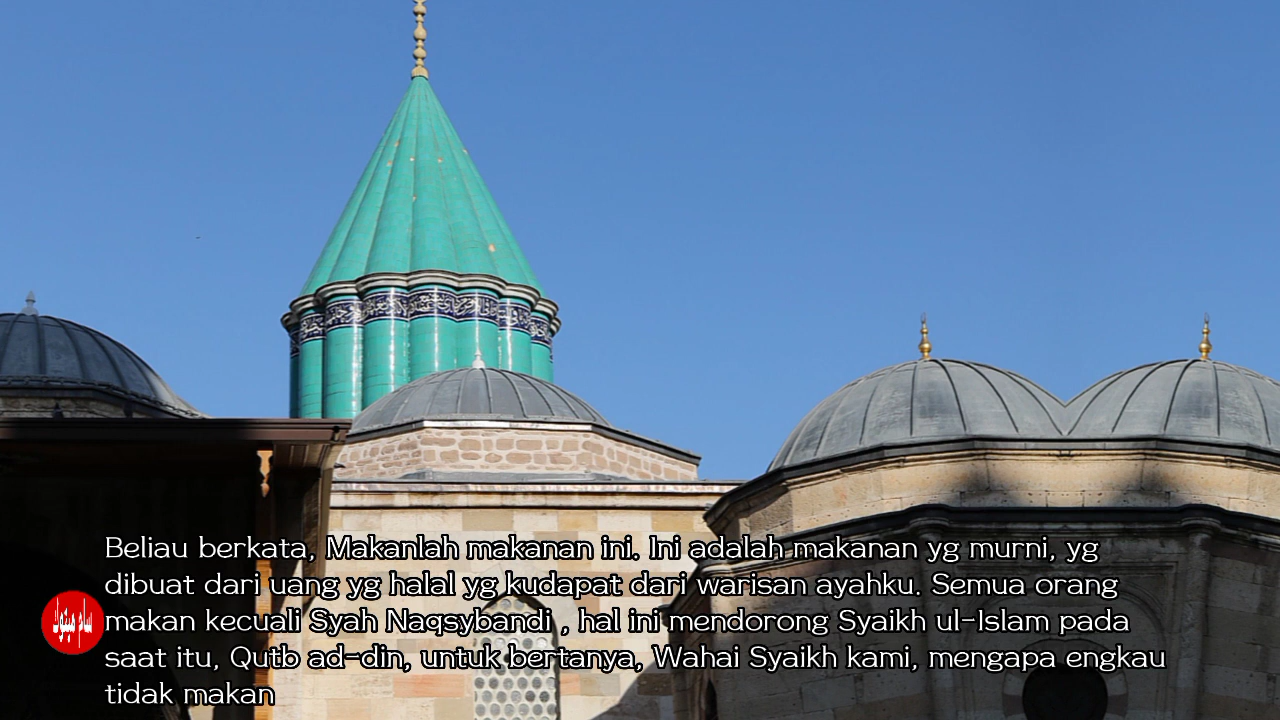 Beliau berkata, Makanlah makanan ini. Ini adalah makanan yg murni, yg
dibuat dari uang yg halal yg kudapat dari warisan ayahku. Semua orang
makan kecuali Syah Naqsybandi , hal ini mendorong Syaikh ul-Islam pada
saat itu, Qutb ad-din, untuk bertanya, Wahai Syaikh kami, mengapa engkau
tidak makan